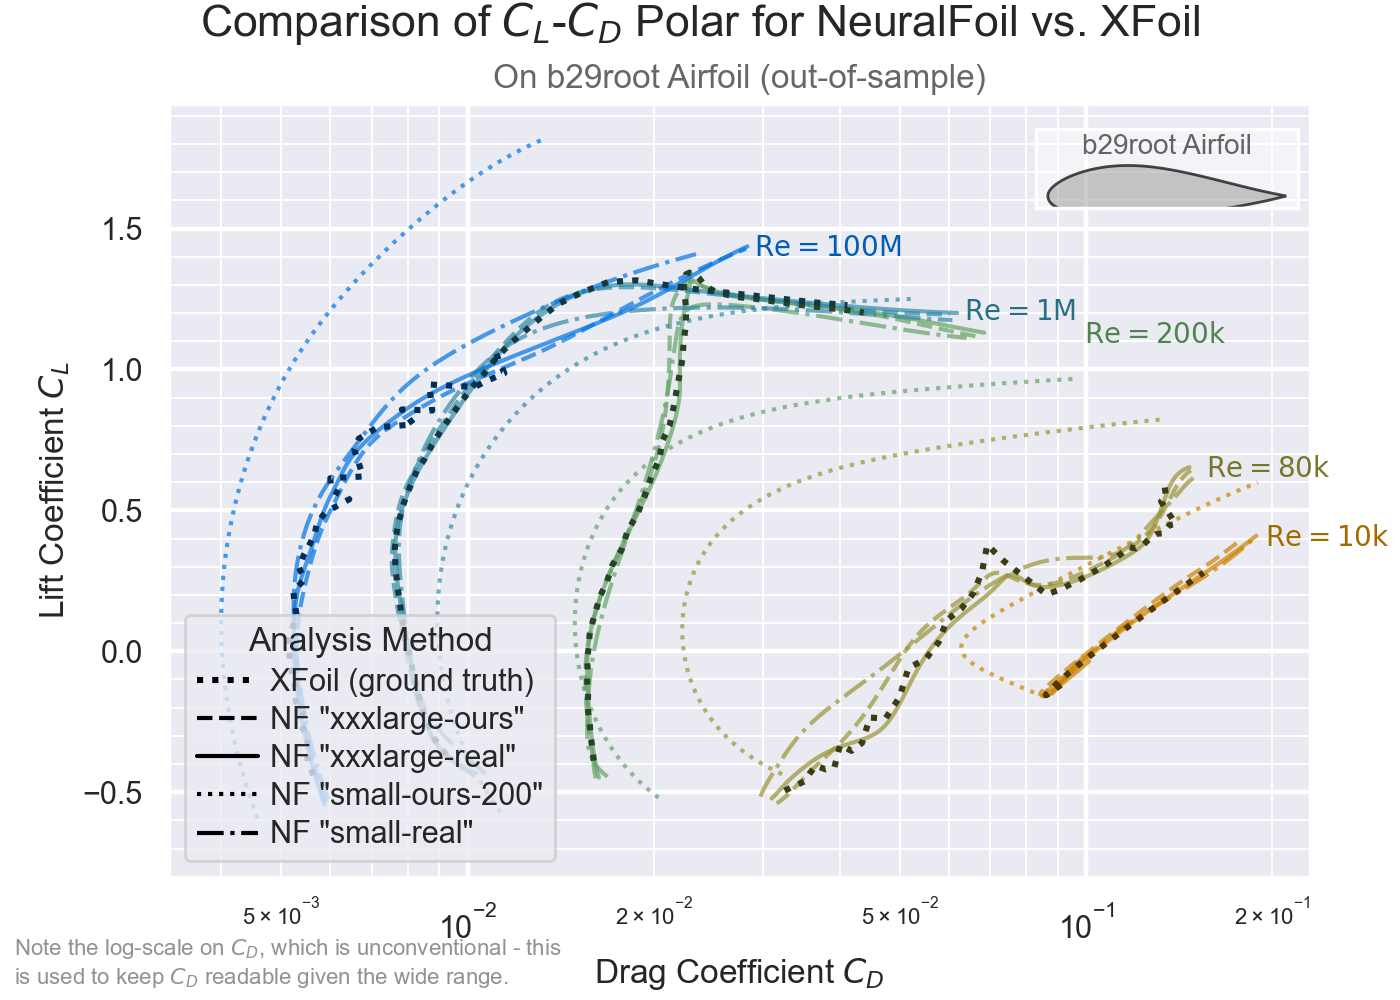 Comparison of C_L-C_D Polar for NeuralFoil vs. XFoil
On b29root Airfoil (out-of-sample)
b29root Airfoil
Re = 100M
Re = 1M
Re = 200k
Re = 80k
Re = 10k
Lift Coefficient C_L
1.5
1.0
0.5
0.0
−0.5
Analysis Method
XFoil (ground truth)
NF "xxxlarge-ours"
NF "xxxlarge-real"
NF "small-ours-200"
NF "small-real"
5 × 10⁻³
10⁻²
2 × 10⁻²
5 × 10⁻²
10⁻¹
2 × 10⁻¹
Drag Coefficient C_D
Note the log-scale on C_D, which is unconventional - this
is used to keep C_D readable given the wide range.